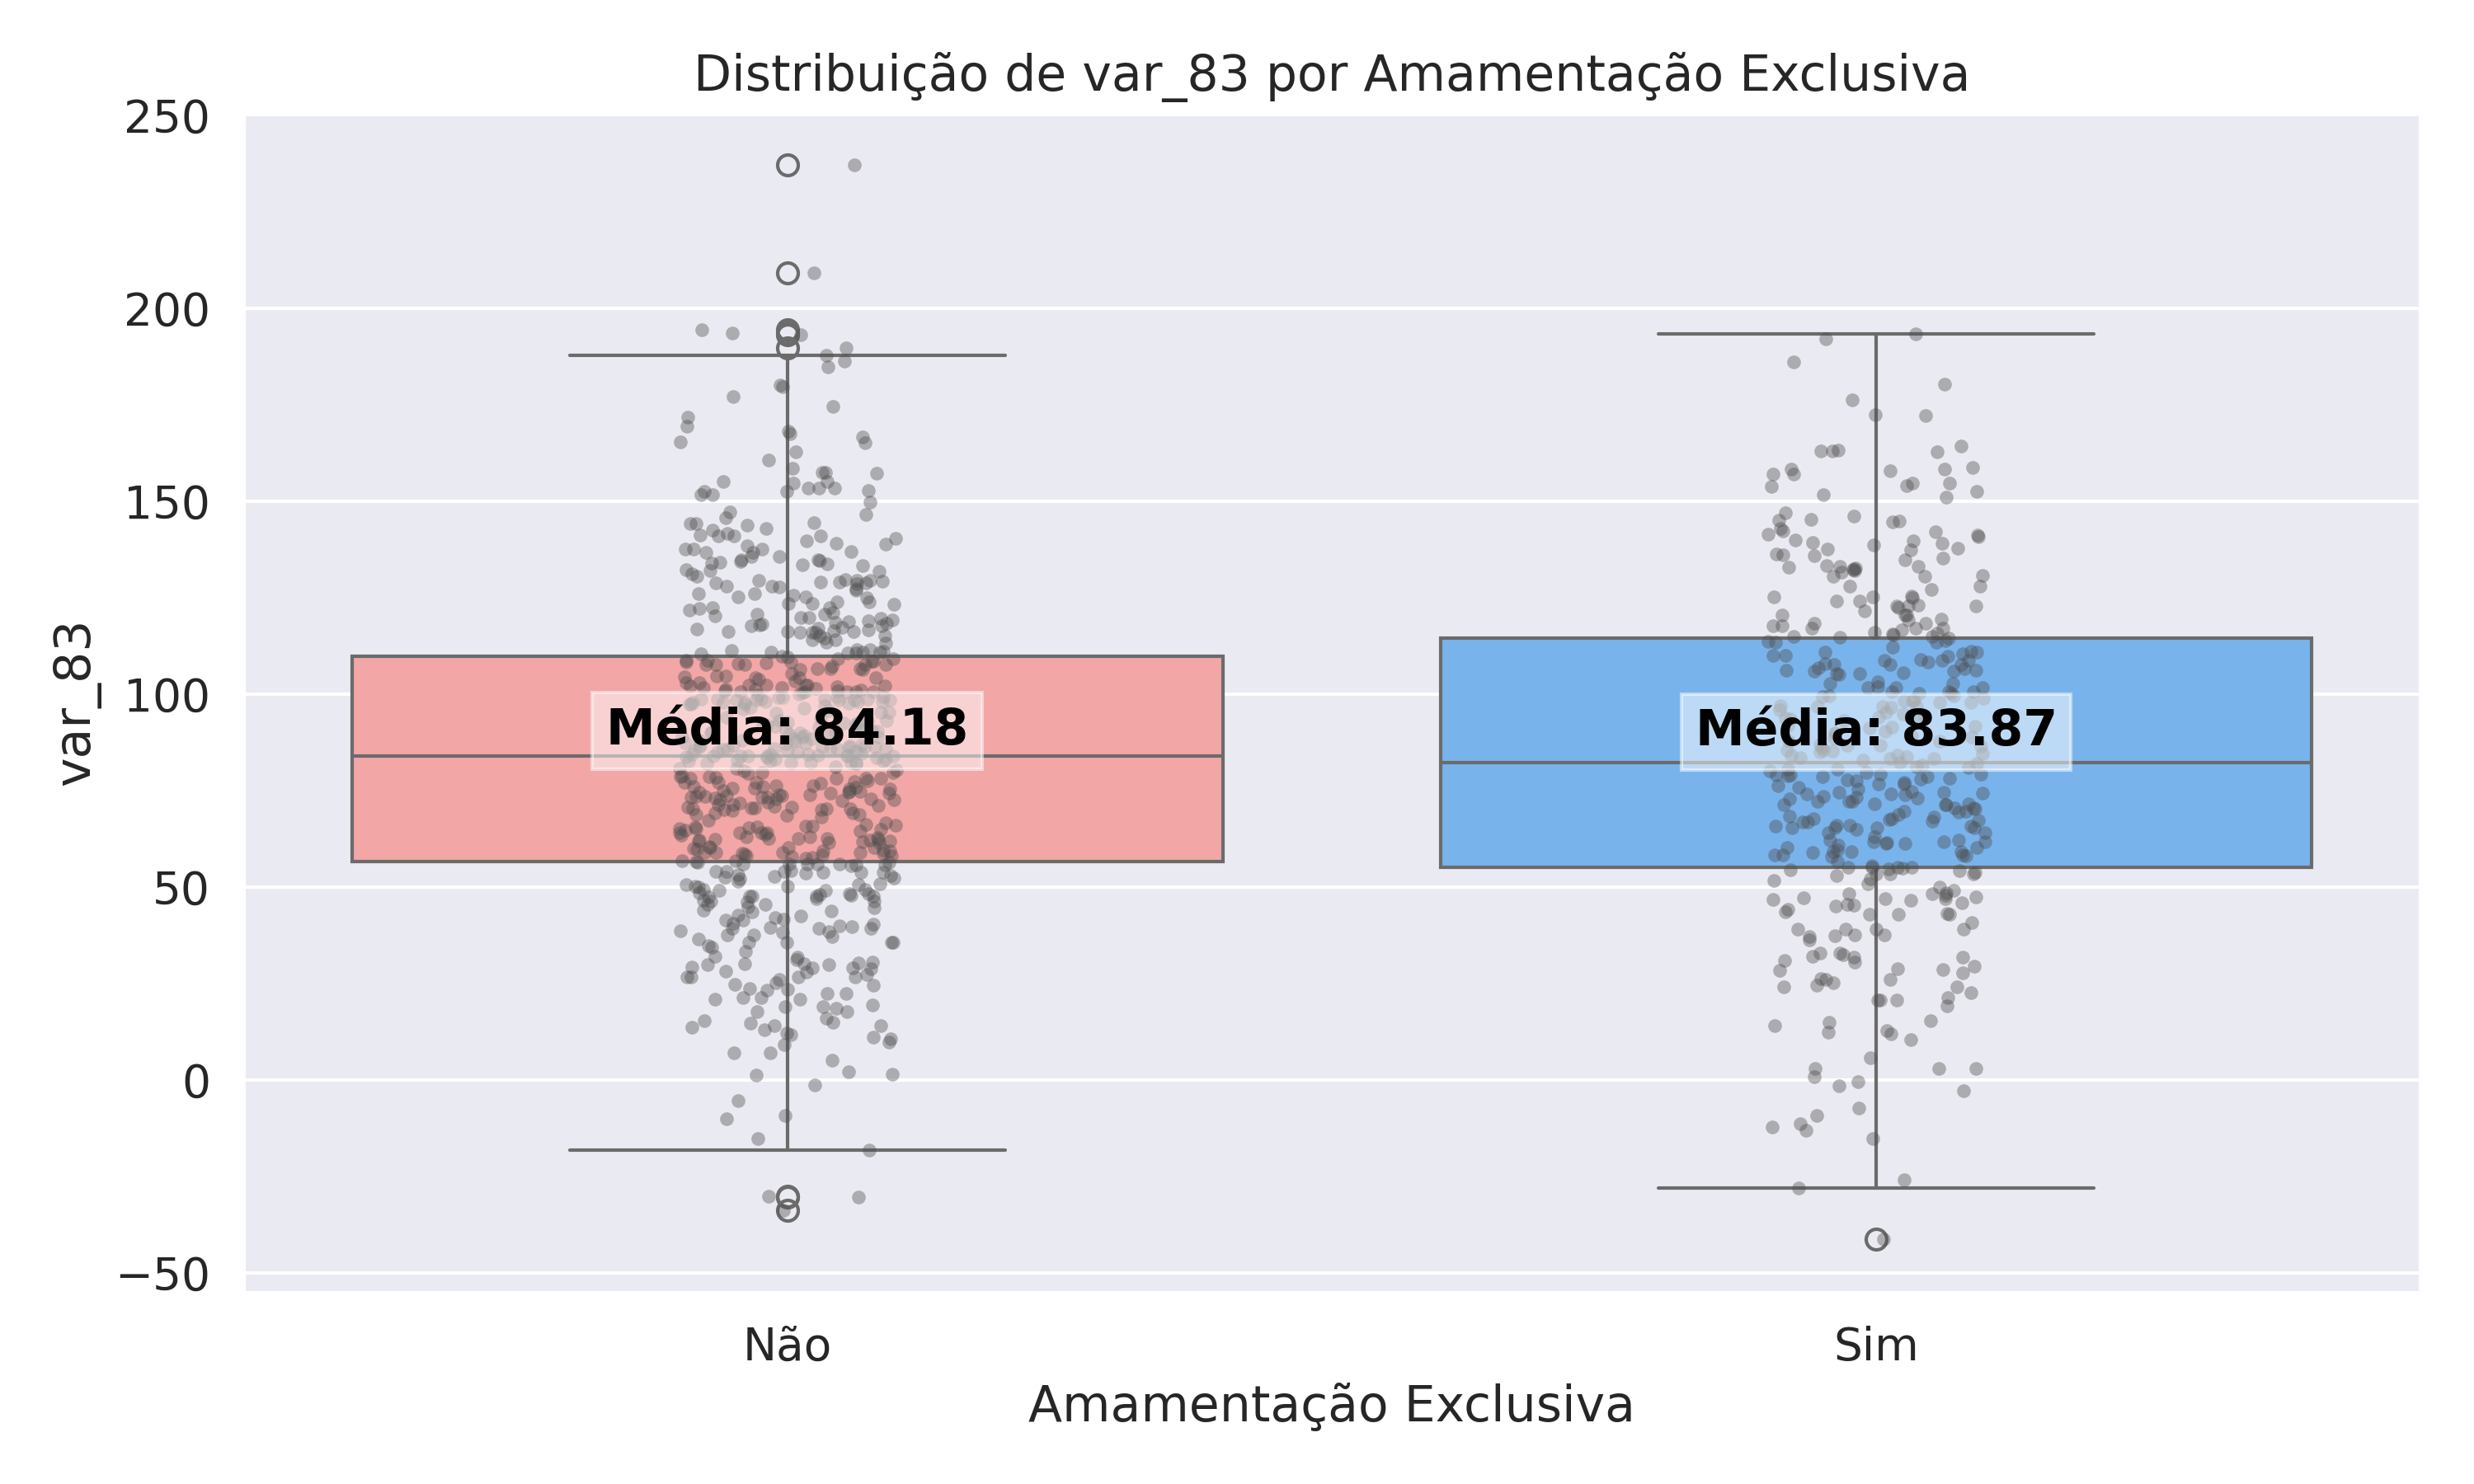 Distribuição de var_83 por Amamentação Exclusiva
250
200
150
100
50
0
−50
var_83
Média: 84.18
Média: 83.87
Não
Sim
Amamentação Exclusiva